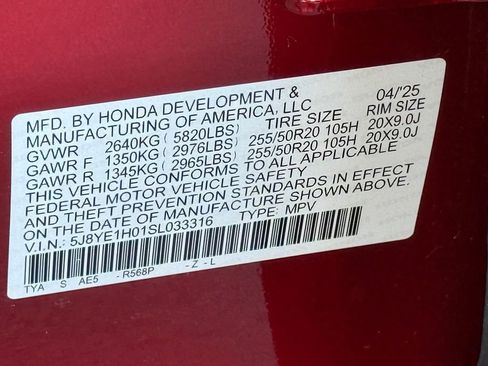 MFD. BY HONDA DEVELOPMENT & 04/'25
MANUFACTURING OF AMERICA, LLC
TIRE SIZE RIM SIZE
GVWR 2640KG (5820LBS)
GAWR F 1350KG (2976LBS) 255/50R20 105H 20X9.0J
GAWR R 1345KG (2965LBS) 255/50R20 105H 20X9.0J
THIS VEHICLE CONFORMS TO ALL APPLICABLE
FEDERAL MOTOR VEHICLE SAFETY
AND THEFT PREVENTION STANDARDS IN EFFECT
ON THE DATE OF MANUFACTURE SHOWN ABOVE.
V.I.N.: 5J8YE1H01SL033316 TYPE: MPV
TYA S AE5 - R568P - Z - L